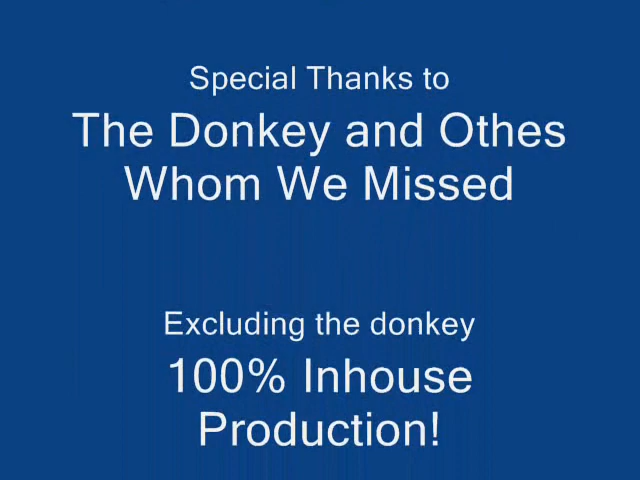 Special Thanks to
The Donkey and Othes
Whom We Missed
Excluding the donkey
100% Inhouse
Production!